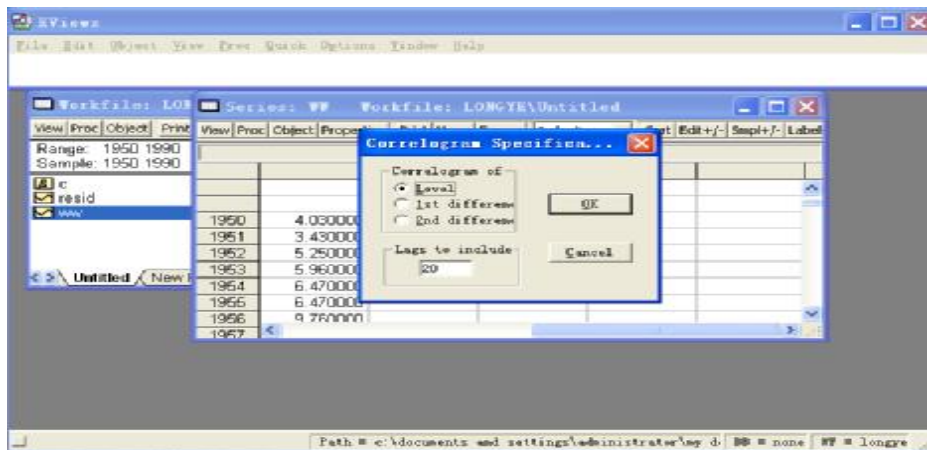 EViews
File Edit Object View Proc Quick Options Window Help
Workfile: LON
View Proc Object Print
Range: 1950 1990
Sample: 1950 1990
c
resid
ww
Untitled New P
Series: WW Workfile: LONGYE\Untitled
View Proc Object Propert Sort Edit+/- Smpl+/- Label
1950 4.030000
1951 3.430000
1952 5.250000
1953 5.960000
1954 6.470000
1955 6.470000
1956 9.760000
1957
Correlogram Specifica...
Correlogram of
Level
1st differenc
2nd differenc
Lags to include
20
OK
Cancel
Path = c:\documents and settings\administrator\my d DB = none WF = longye